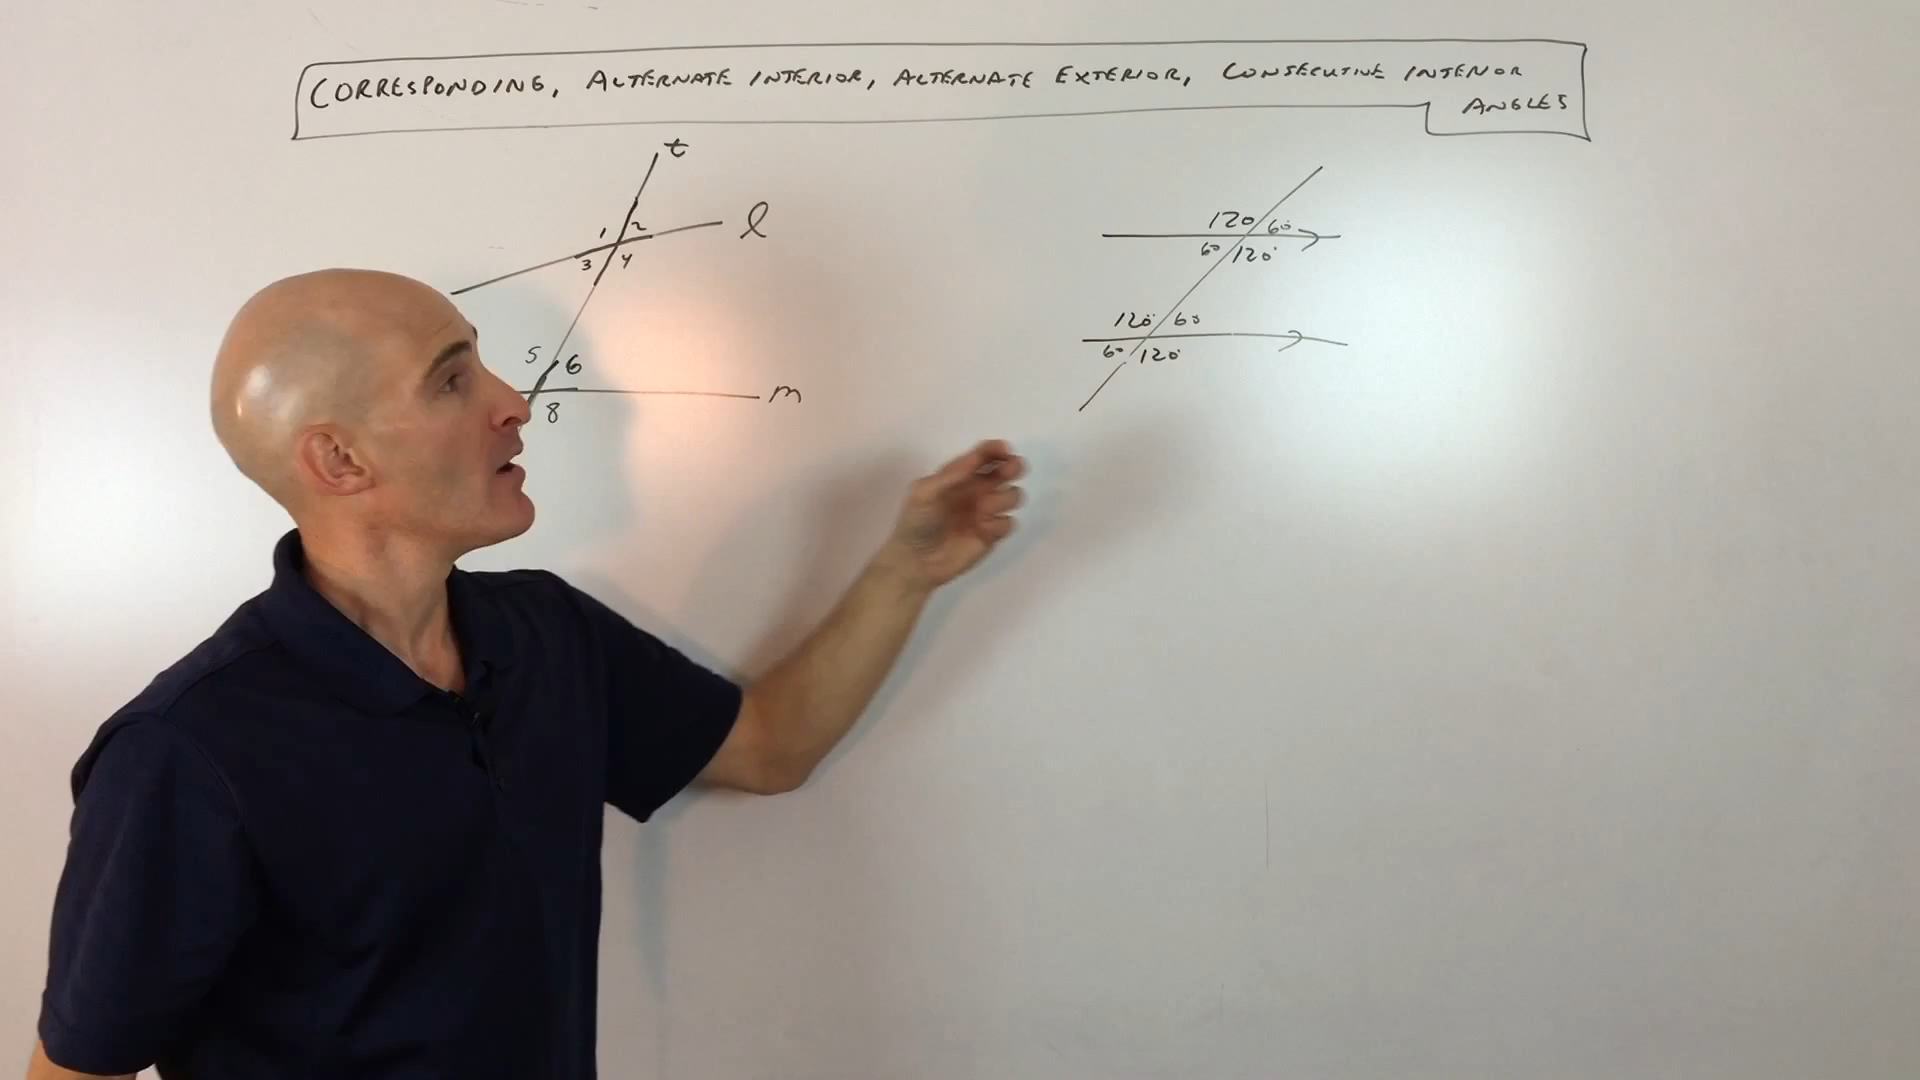 CORRESPONDING, ALTERNATE INTERIOR, ALTERNATE EXTERIOR, CONSECUTIVE INTERIOR
ANGLES
t
l
1 2
3 4
5 6
8
m
120 60°
60 120°
120° 60
60 120°